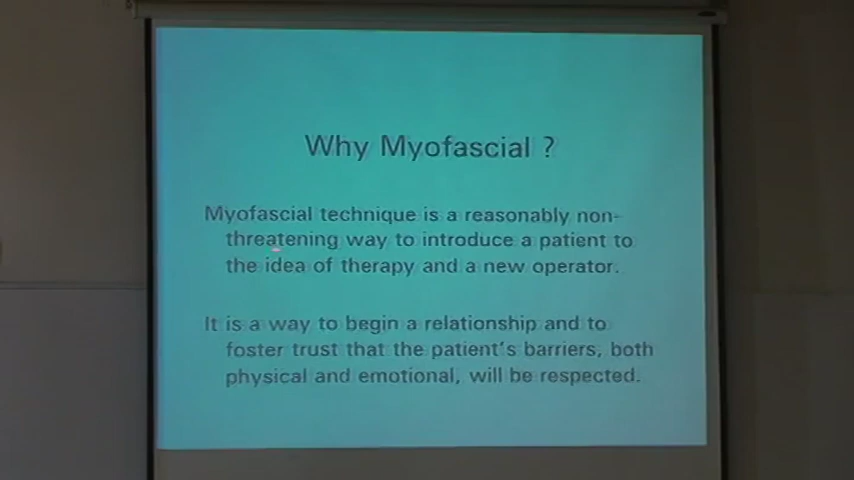 Why Myofascial ?
Myofascial technique is a reasonably non-
threatening way to introduce a patient to
the idea of therapy and a new operator.
It is a way to begin a relationship and to
foster trust that the patient's barriers, both
physical and emotional, will be respected.